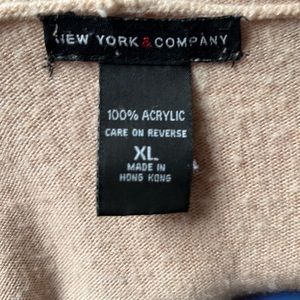 NEW YORK & COMPANY
100% ACRYLIC
CARE ON REVERSE
XL
MADE IN
HONG KONG